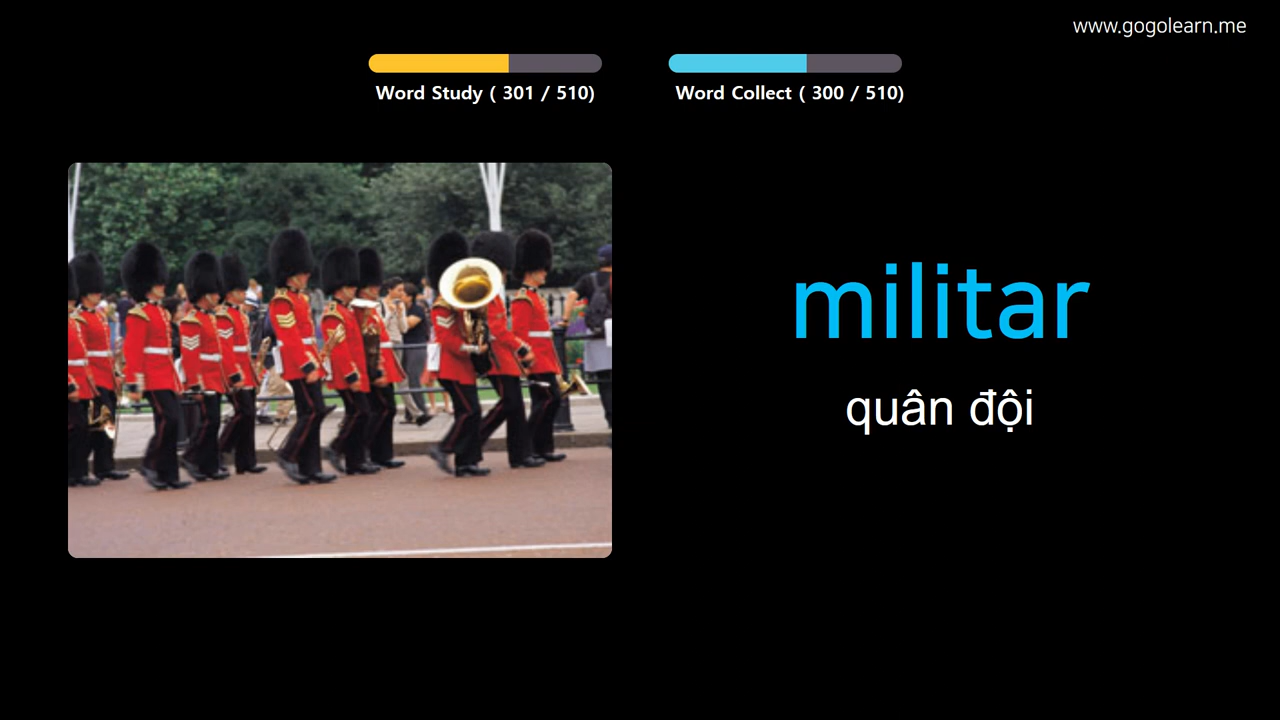 www.gogolearn.me
Word Study ( 301 / 510)
Word Collect ( 300 / 510)
militar
quân đội